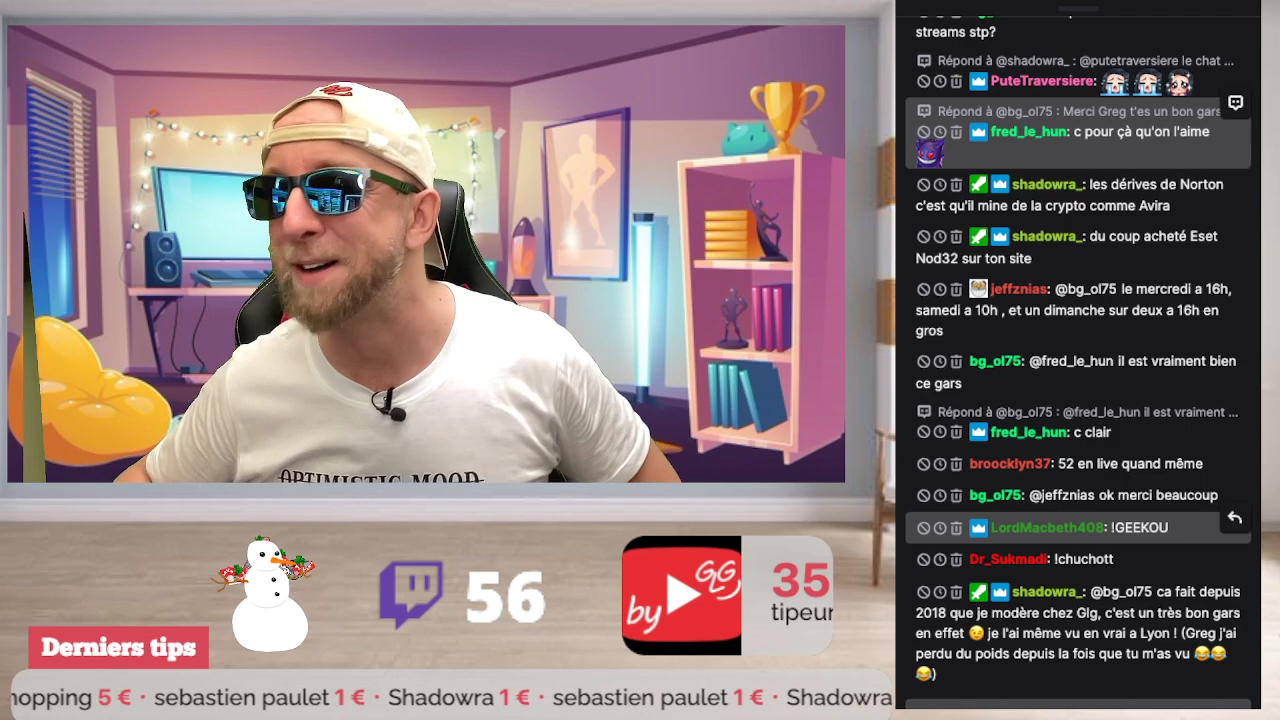 OPTIMISTIC MOOD
56
by GG
35
tipeur
Derniers tips
hopping 5 € · sebastien paulet 1 € · Shadowra 1 € · sebastien paulet 1 € · Shadowra
streams stp?
Répond à @shadowra_ : @putetraversiere le chat ...
PuteTraversiere:
Répond à @bg_ol75 : Merci Greg t'es un bon gars
fred_le_hun: c pour çà qu'on l'aime
shadowra_: les dérives de Norton
c'est qu'il mine de la crypto comme Avira
shadowra_: du coup acheté Eset
Nod32 sur ton site
jeffznias: @bg_ol75 le mercredi a 16h,
samedi a 10h , et un dimanche sur deux a 16h en
gros
bg_ol75: @fred_le_hun il est vraiment bien
ce gars
Répond à @bg_ol75 : @fred_le_hun il est vraiment ...
fred_le_hun: c clair
broocklyn37: 52 en live quand même
bg_ol75: @jeffznias ok merci beaucoup
LordMacbeth408: !GEEKOU
Dr_Sukmadi: !chuchott
shadowra_: @bg_ol75 ca fait depuis
2018 que je modère chez Glg, c'est un très bon gars
en effet 😉 je l'ai même vu en vrai a Lyon ! (Greg j'ai
perdu du poids depuis la fois que tu m'as vu 😂😂
😂)